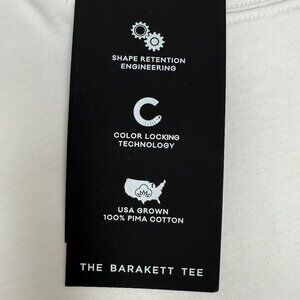 SHAPE RETENTION
ENGINEERING
C
COLOR LOCKING
TECHNOLOGY
USA GROWN
100% PIMA COTTON
THE BARAKETT TEE